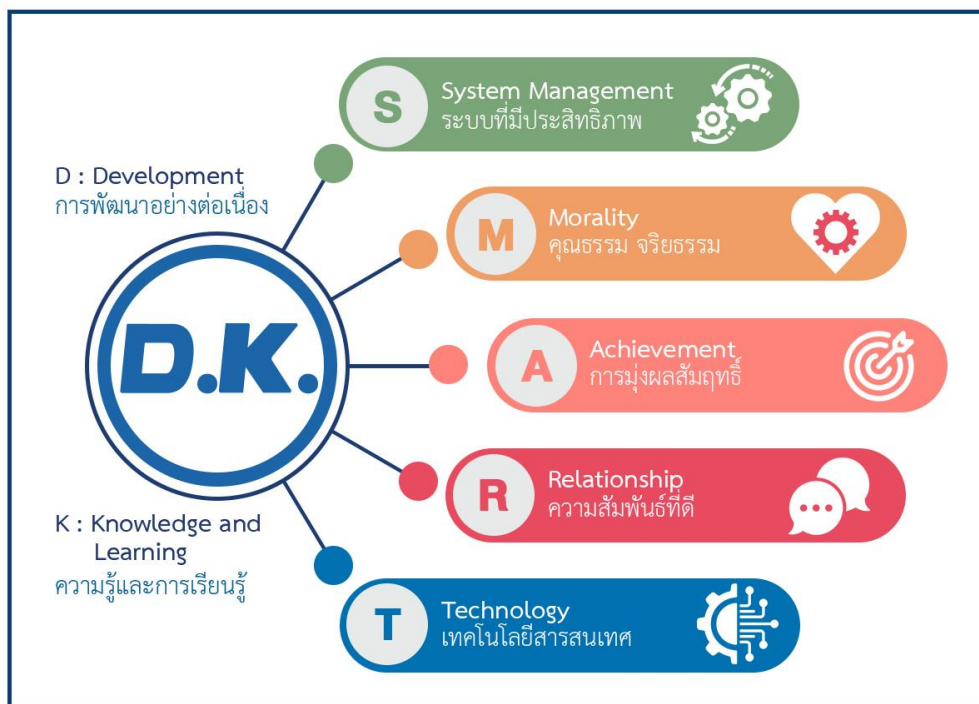 S
System Management
ระบบที่มีประสิทธิภาพ
D : Development
การพัฒนาอย่างต่อเนื่อง
M
Morality
คุณธรรม จริยธรรม
D.K.
A
Achievement
การมุ่งผลสัมฤทธิ์
R
Relationship
ความสัมพันธ์ที่ดี
K : Knowledge and
Learning
ความรู้และการเรียนรู้
T
Technology
เทคโนโลยีสารสนเทศ